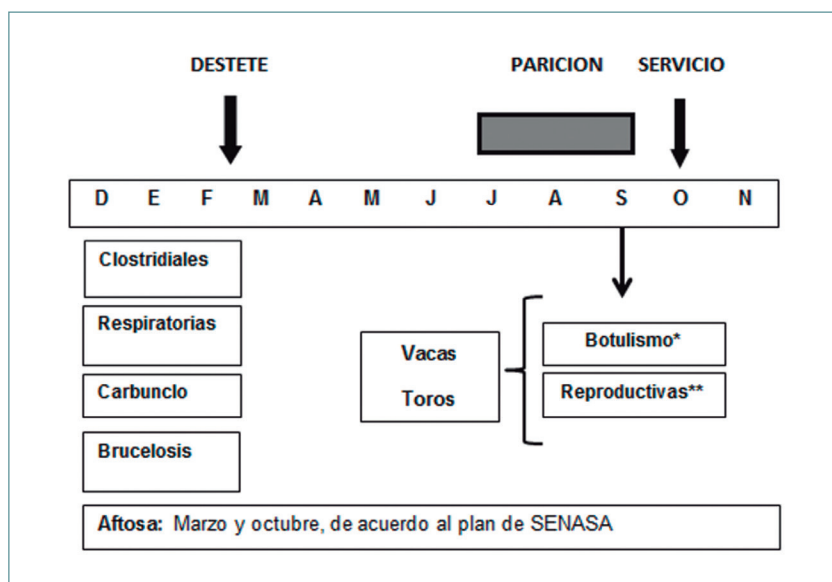 DESTETE PARICION SERVICIO
D E F M A M J J A S O N
Clostridiales
Respiratorias
Carbunclo
Brucelosis
Vacas
Toros
Botulismo*
Reproductivas**
Aftosa: Marzo y octubre, de acuerdo al plan de SENASA